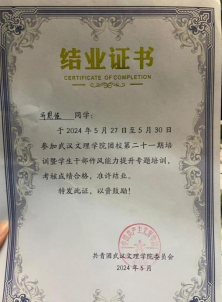 结业证书
CERTIFICATE OF COMPLETION
同学：
于2024年5月27日至5月30日
参加武汉文理学院团校第二十一期培
训暨学生干部作风能力提升专题培训，
考核成绩合格，准许结业。
特发此证，以资鼓励！
共青团武汉文理学院委员会
2024年5月